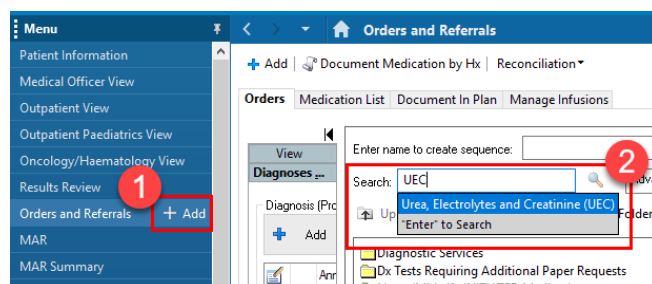 Menu
Patient Information
Medical Officer View
Outpatient View
Outpatient Paediatrics View
Oncology/Haematology View
Results Review
1
Orders and Referrals + Add
MAR
MAR Summary
Orders and Referrals
+ Add Document Medication by Hx Reconciliation
Orders Medication List Document In Plan Manage Infusions
View
Diagnoses ...
Diagnosis (Pro
Add
Enter name to create sequence:
2
Search: UEC
Urea, Electrolytes and Creatinine (UEC)
"Enter" to Search
Up
Folder
Diagnostic Services
Dx Tests Requiring Additional Paper Requests